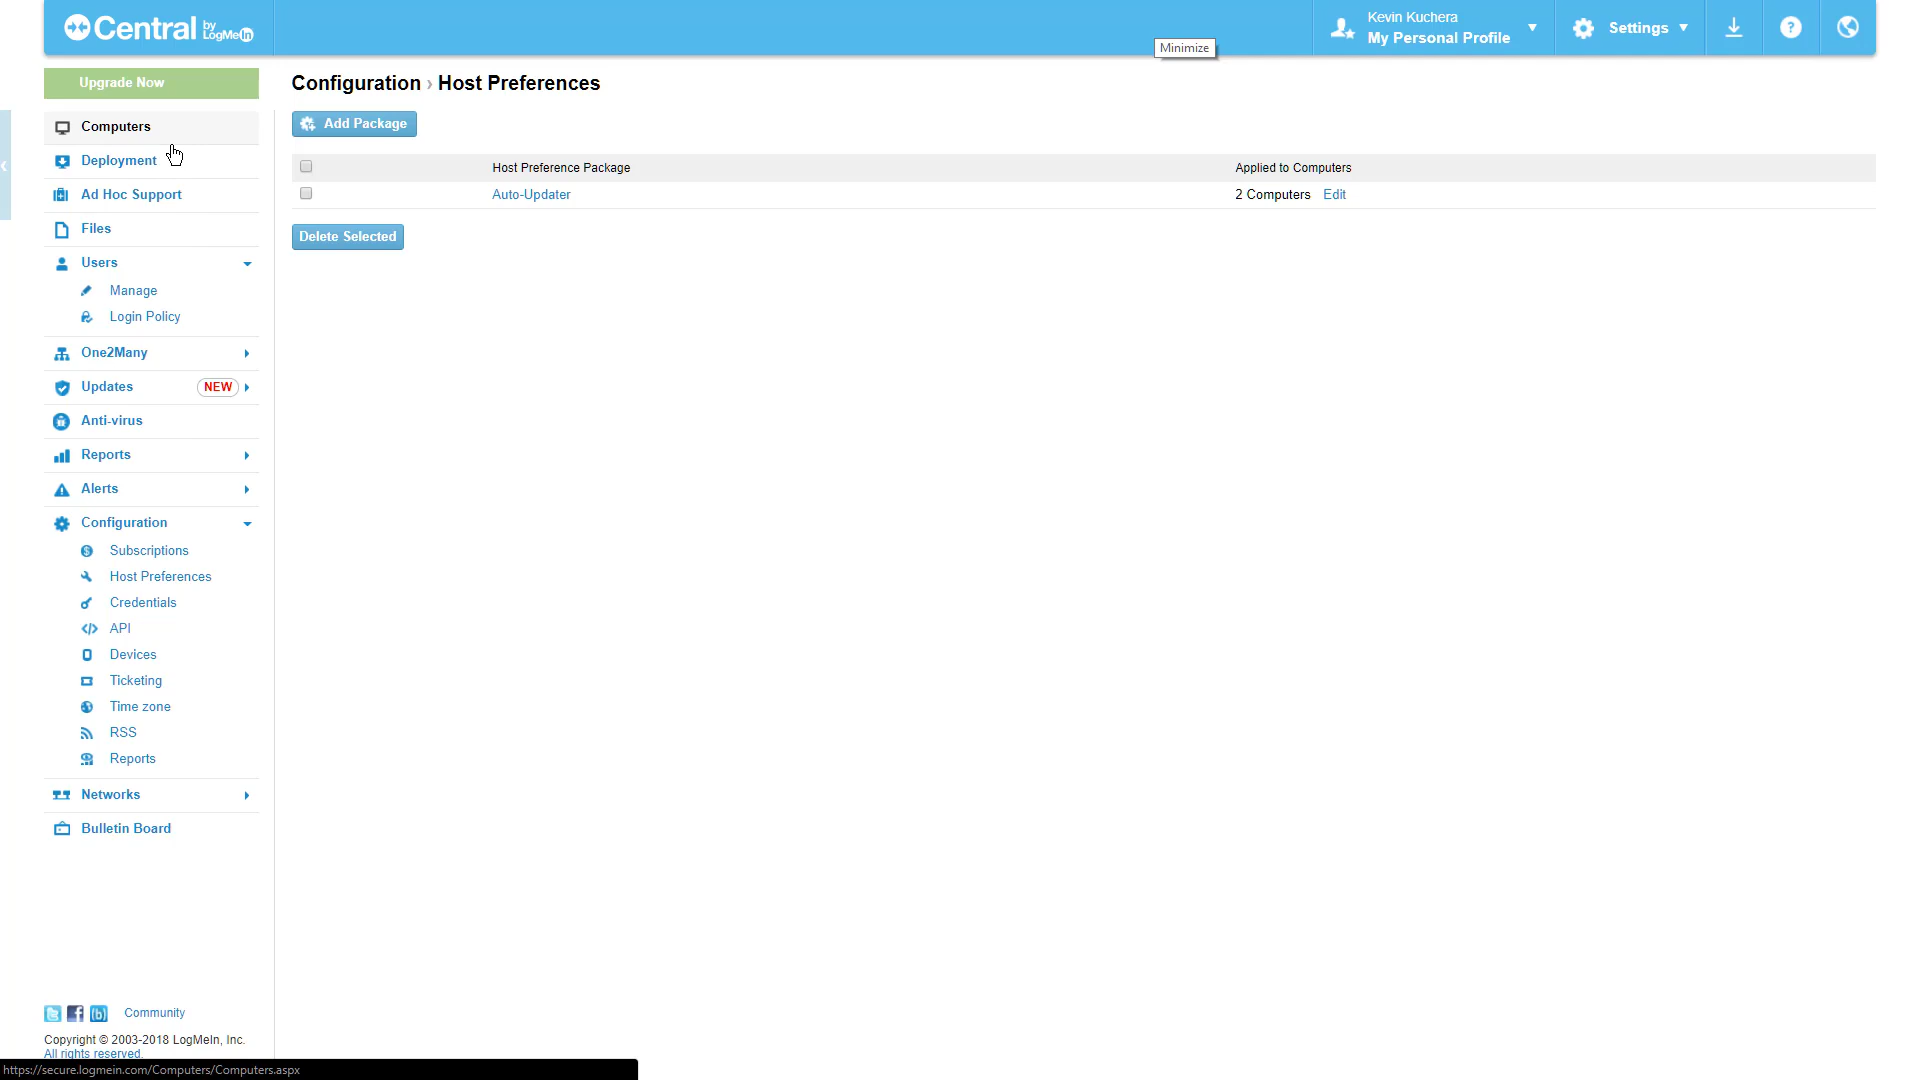 Central by LogMeIn
Kevin Kuchera
My Personal Profile
Settings
?
Minimize
Upgrade Now
Configuration › Host Preferences
Computers
Add Package
Deployment
Host Preference Package
Applied to Computers
Ad Hoc Support
Auto-Updater
2 Computers Edit
Files
Delete Selected
Users
Manage
Login Policy
One2Many
Updates NEW
Anti-virus
Reports
Alerts
Configuration
Subscriptions
Host Preferences
Credentials
API
Devices
Ticketing
Time zone
RSS
Reports
Networks
Bulletin Board
Community
Copyright © 2003-2018 LogMeIn, Inc.
All rights reserved.
https://secure.logmein.com/Computers/Computers.aspx